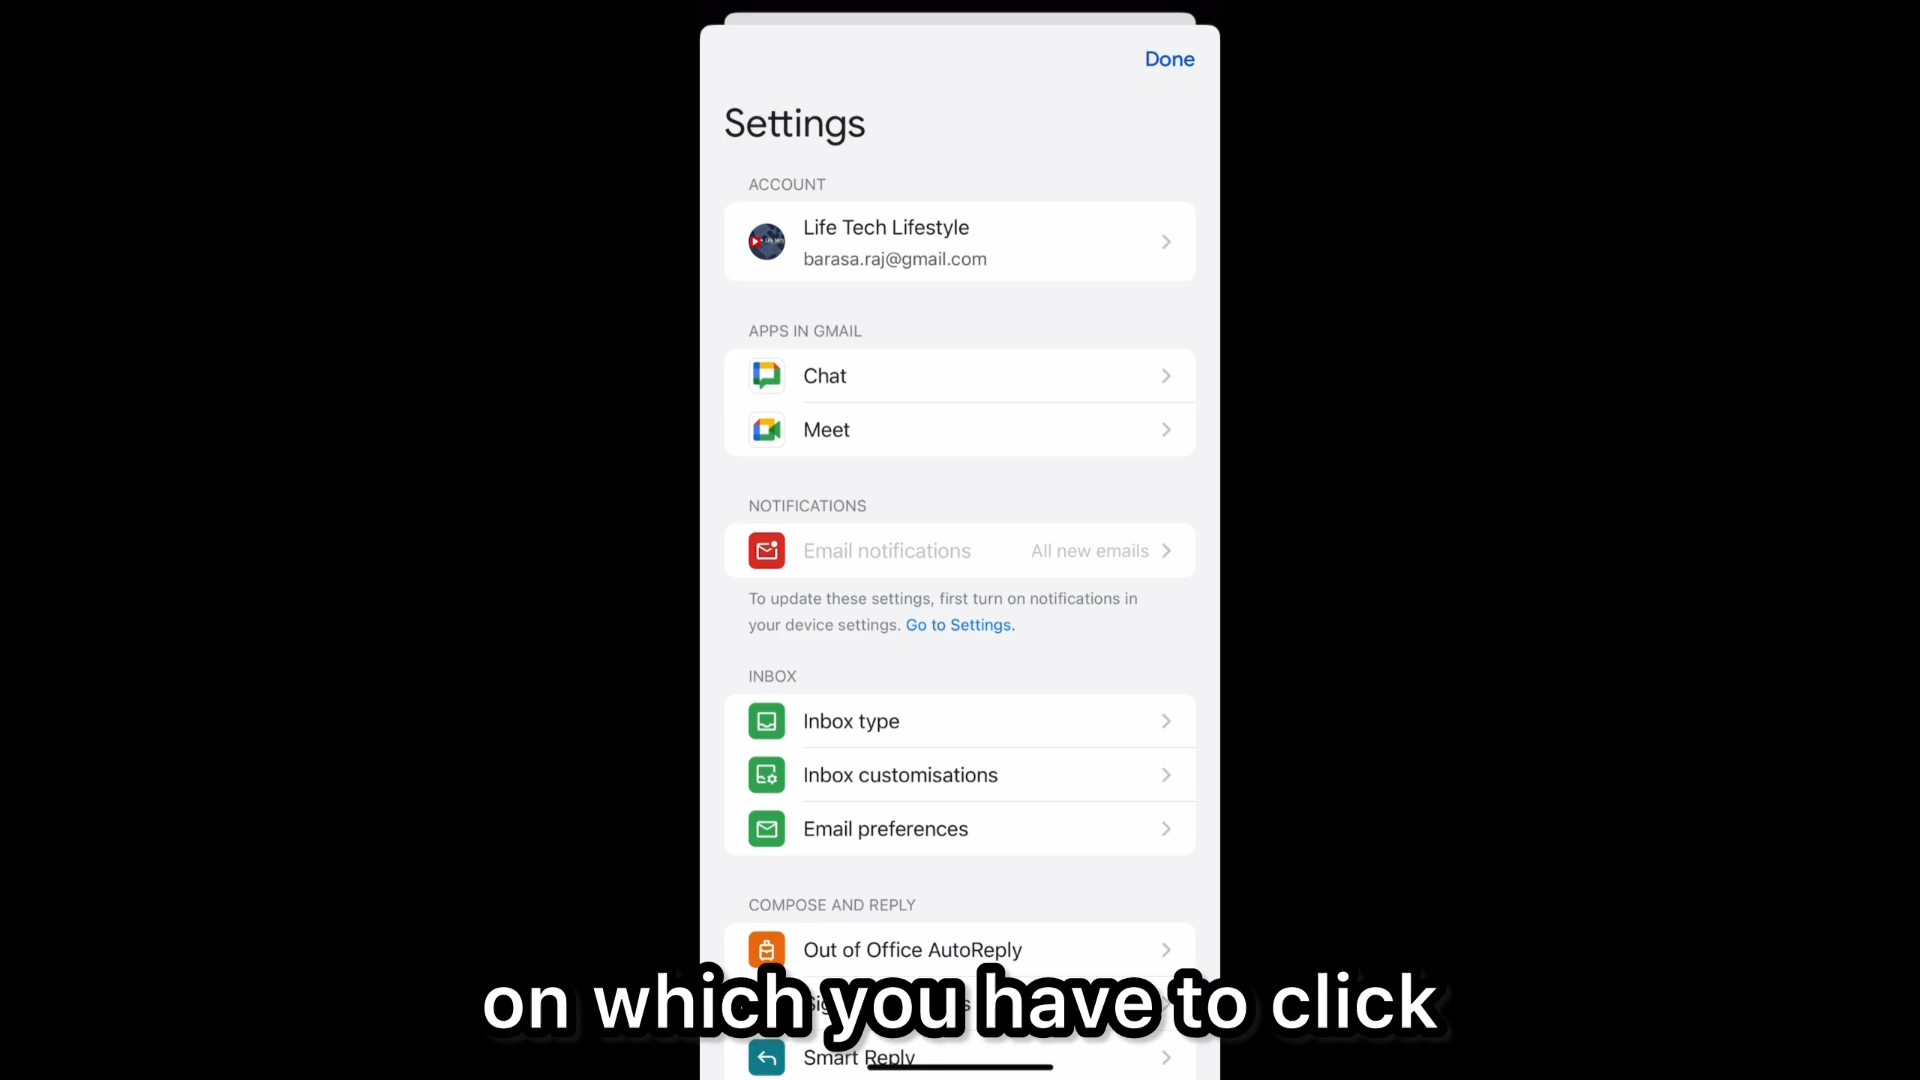 Done
Settings
ACCOUNT
Life Tech Lifestyle
barasa.raj@gmail.com
APPS IN GMAIL
Chat
Meet
NOTIFICATIONS
Email notifications All new emails
To update these settings, first turn on notifications in
your device settings. Go to Settings.
INBOX
Inbox type
Inbox customisations
Email preferences
COMPOSE AND REPLY
Out of Office AutoReply
on which you have to click
Smart Reply